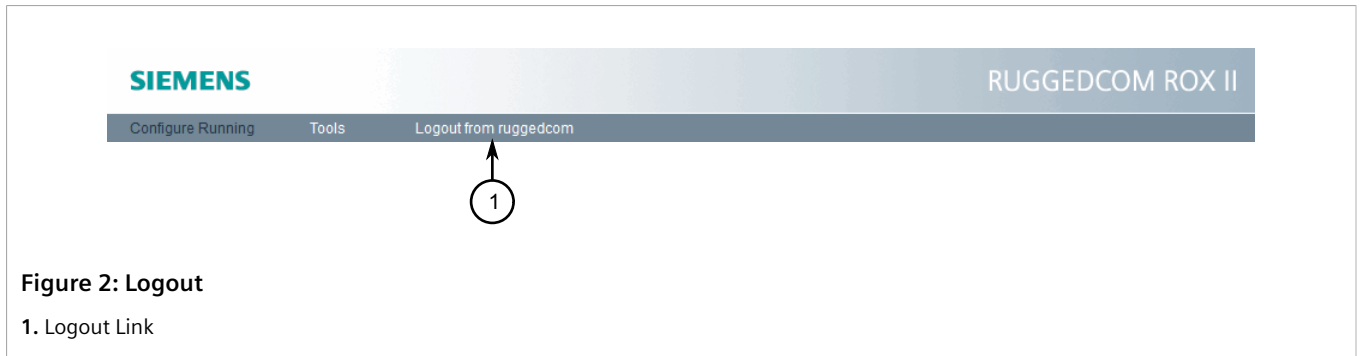 SIEMENS
RUGGEDCOM ROX II
Configure Running Tools Logout from ruggedcom
1
Figure 2: Logout
1. Logout Link